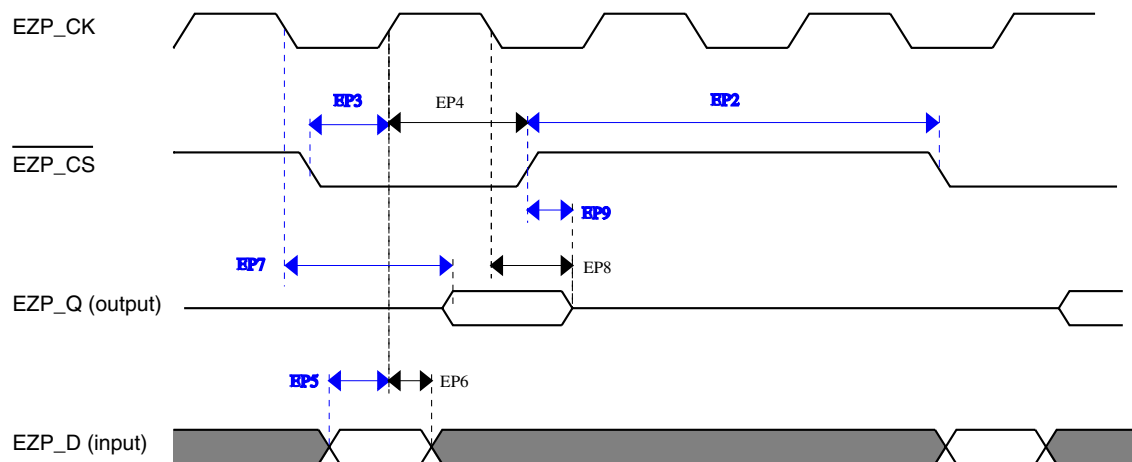 EZP_CK
EP3
EP4
EP2
EZP_CS
EP9
EP7
EP8
EZP_Q (output)
EP5
EP6
EZP_D (input)